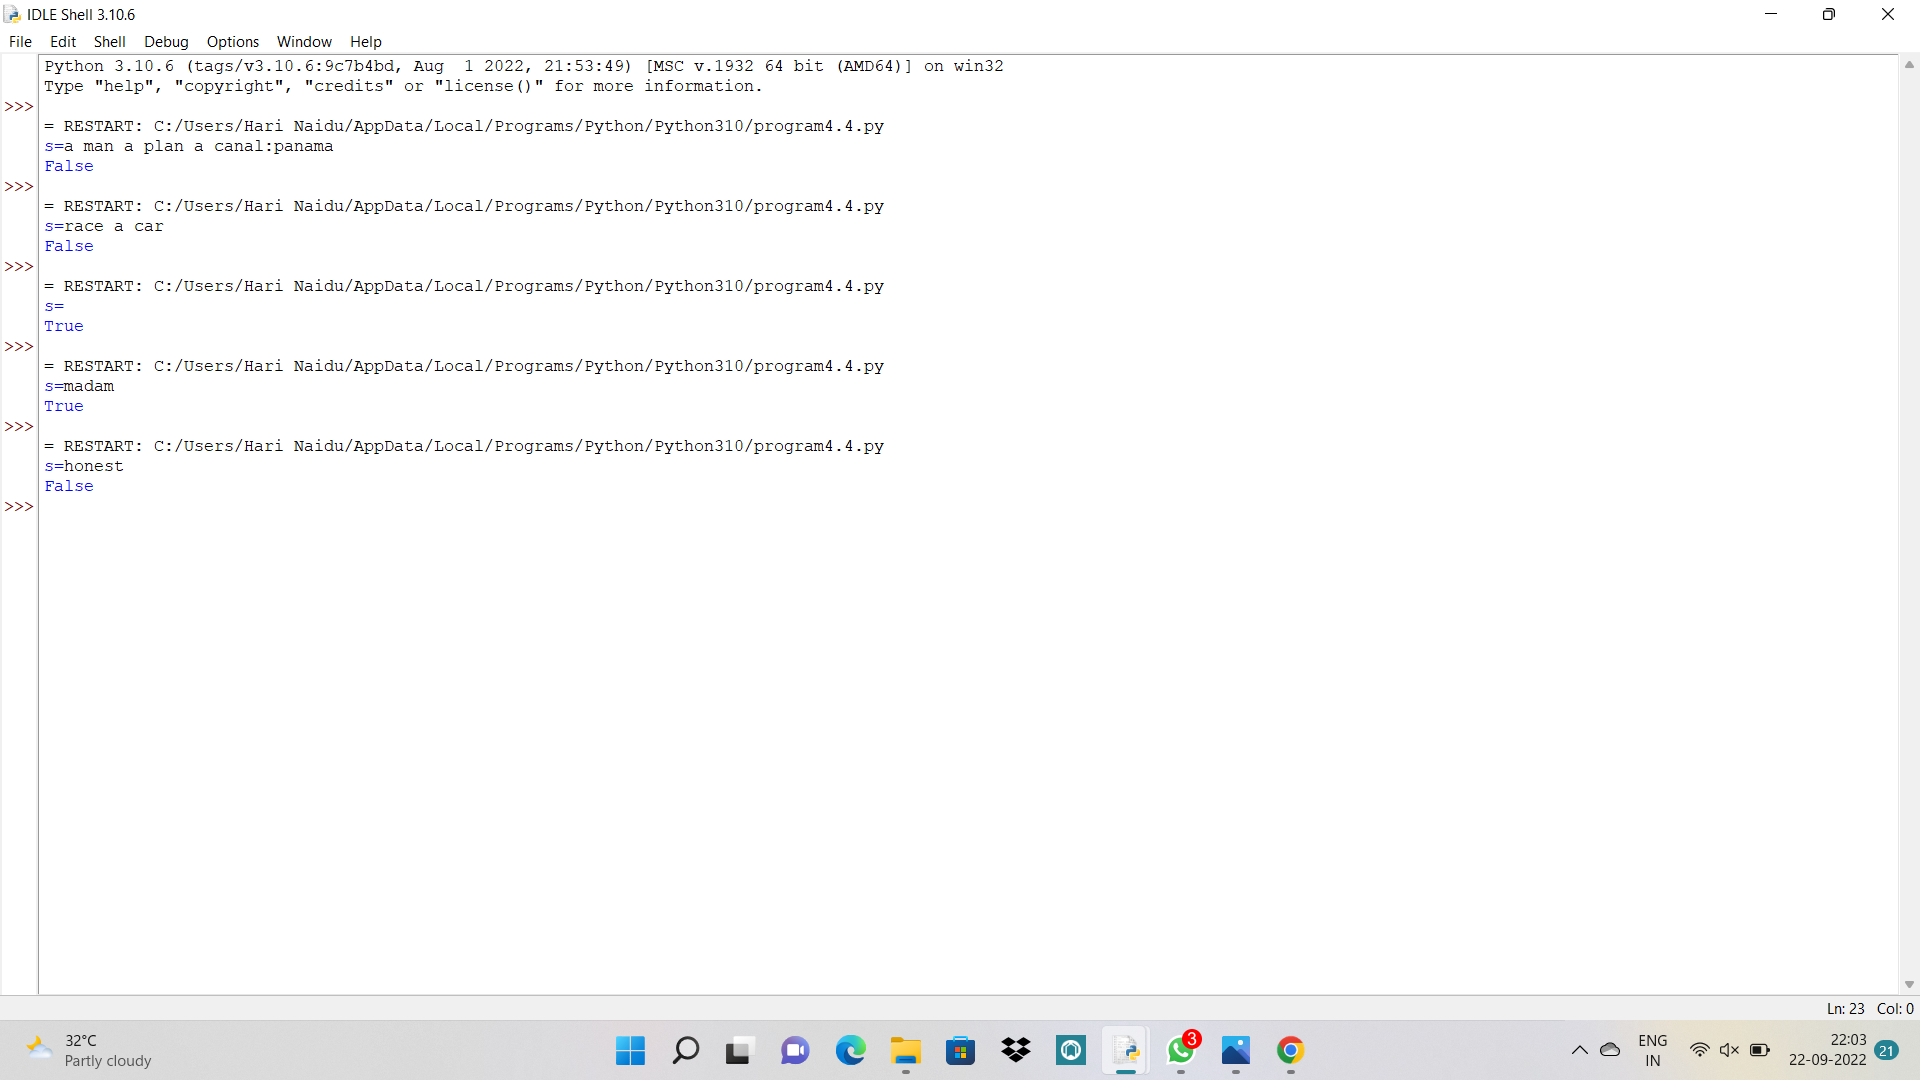 IDLE Shell 3.10.6
File Edit Shell Debug Options Window Help
Python 3.10.6 (tags/v3.10.6:9c7b4bd, Aug  1 2022, 21:53:49) [MSC v.1932 64 bit (AMD64)] on win32
Type "help", "copyright", "credits" or "license()" for more information.
>>>
= RESTART: C:/Users/Hari Naidu/AppData/Local/Programs/Python/Python310/program4.4.py
s=a man a plan a canal:panama
False
>>>
= RESTART: C:/Users/Hari Naidu/AppData/Local/Programs/Python/Python310/program4.4.py
s=race a car
False
>>>
= RESTART: C:/Users/Hari Naidu/AppData/Local/Programs/Python/Python310/program4.4.py
s=
True
>>>
= RESTART: C:/Users/Hari Naidu/AppData/Local/Programs/Python/Python310/program4.4.py
s=madam
True
>>>
= RESTART: C:/Users/Hari Naidu/AppData/Local/Programs/Python/Python310/program4.4.py
s=honest
False
>>>
Ln: 23 Col: 0
32°C
Partly cloudy
3
ENG
IN
22:03
22-09-2022
21